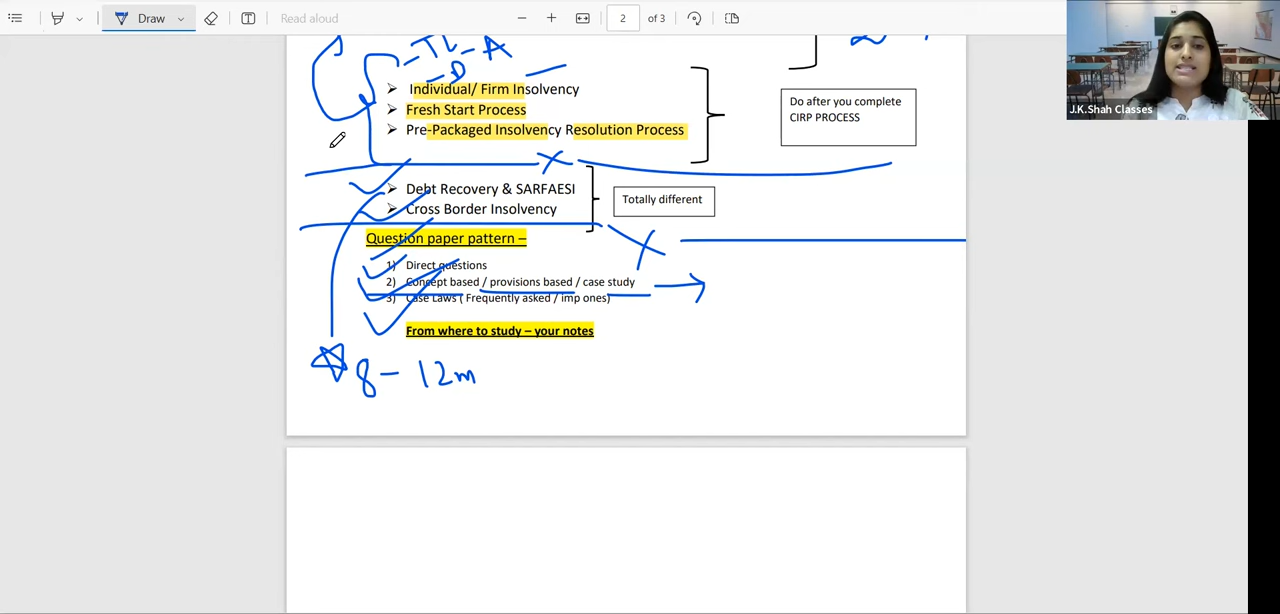 Draw
Read aloud
2
of 3
J.K.Shah Classes
TL - A
D
Individual/ Firm Insolvency
Fresh Start Process
Pre-Packaged Insolvency Resolution Process
Do after you complete
CIRP PROCESS
Debt Recovery & SARFAESI
Cross Border Insolvency
Totally different
Question paper pattern –
1) Direct questions
2) Concept based / provisions based / case study
3) Case Laws ( Frequently asked / imp ones)
From where to study – your notes
8 - 12m